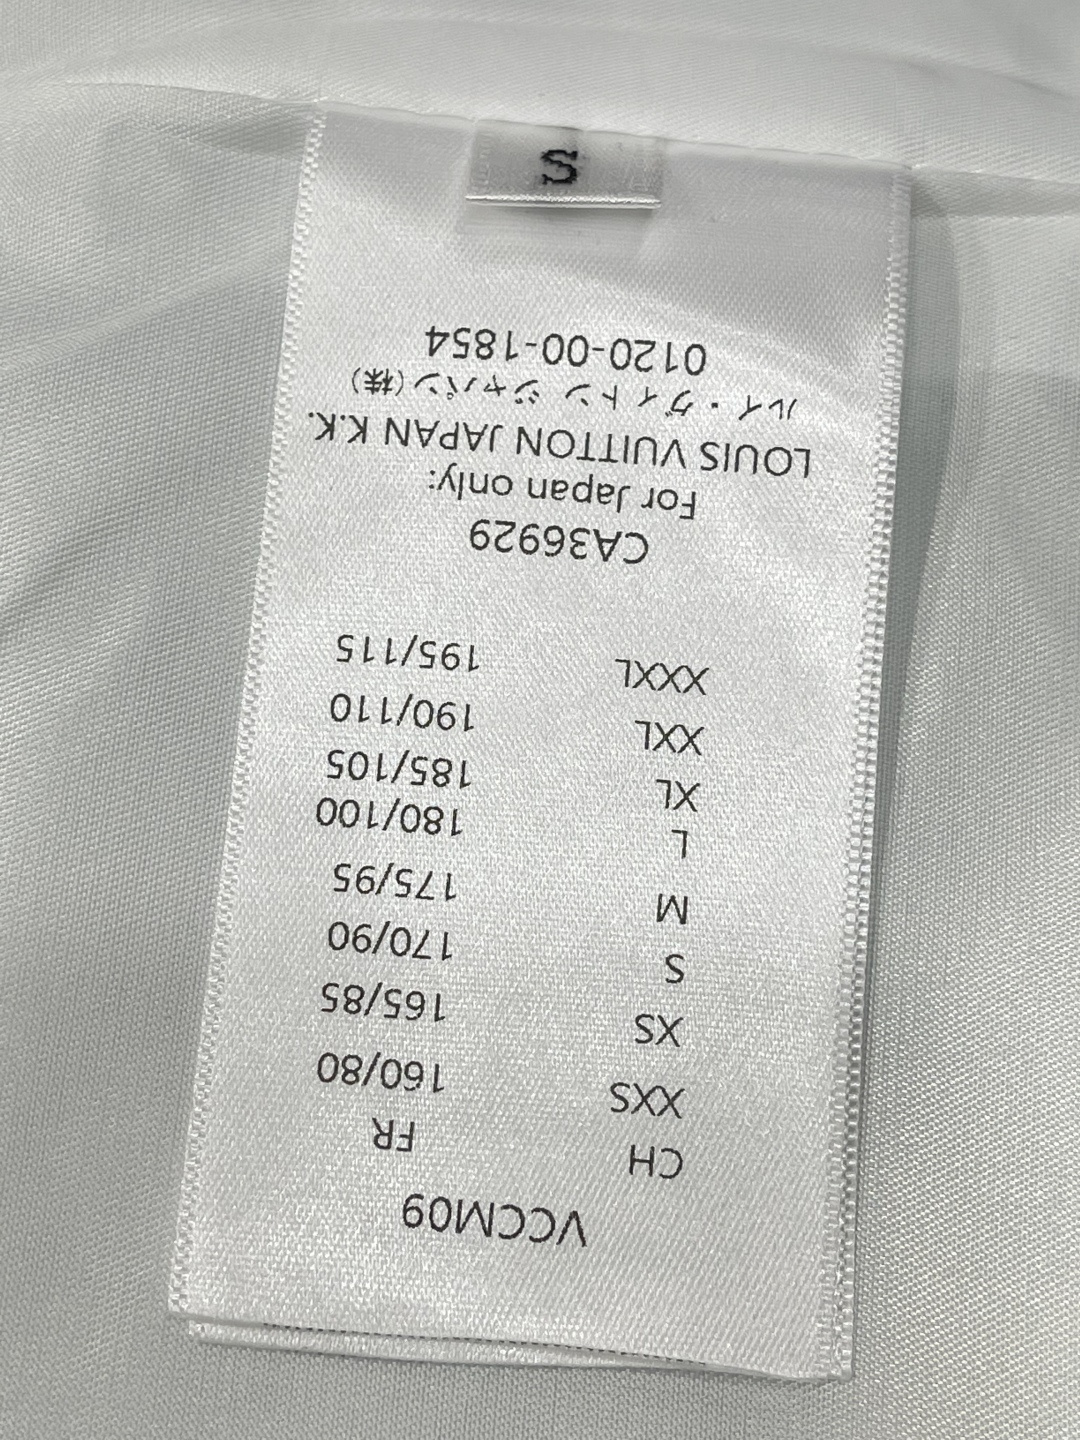 VCCM09
CH FR
XXS 160/80
XS 165/85
S 170/90
M 175/95
L 180/100
XL 185/105
XXL 190/110
XXXL 195/115
CA36929
For Japan only:
LOUIS VUITTON JAPAN K.K.
ルイ・ヴィトン ジャパン(株)
0120-00-1854
S